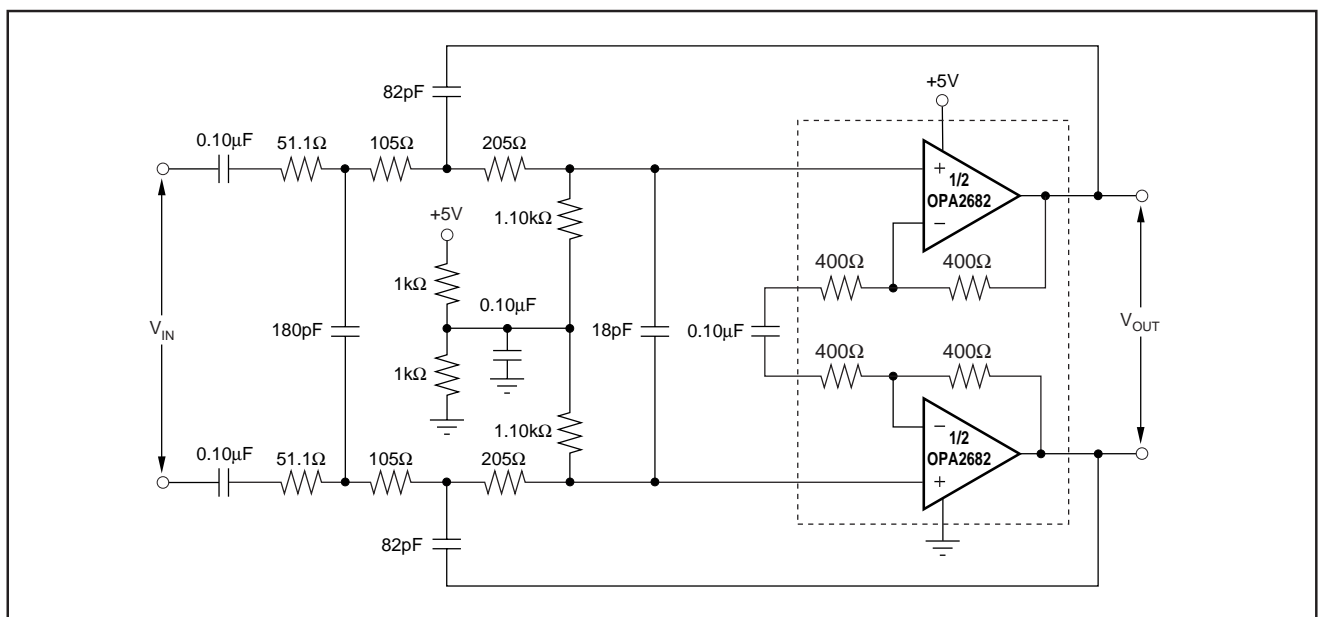 +5V
82pF
0.10µF
51.1Ω
105Ω
205Ω
+
1/2
OPA2682
−
+5V
1.10kΩ
400Ω
400Ω
1kΩ
0.10µF
V_IN
180pF
18pF
0.10µF
V_OUT
1kΩ
400Ω
400Ω
1.10kΩ
−
1/2
OPA2682
+
0.10µF
51.1Ω
105Ω
205Ω
82pF